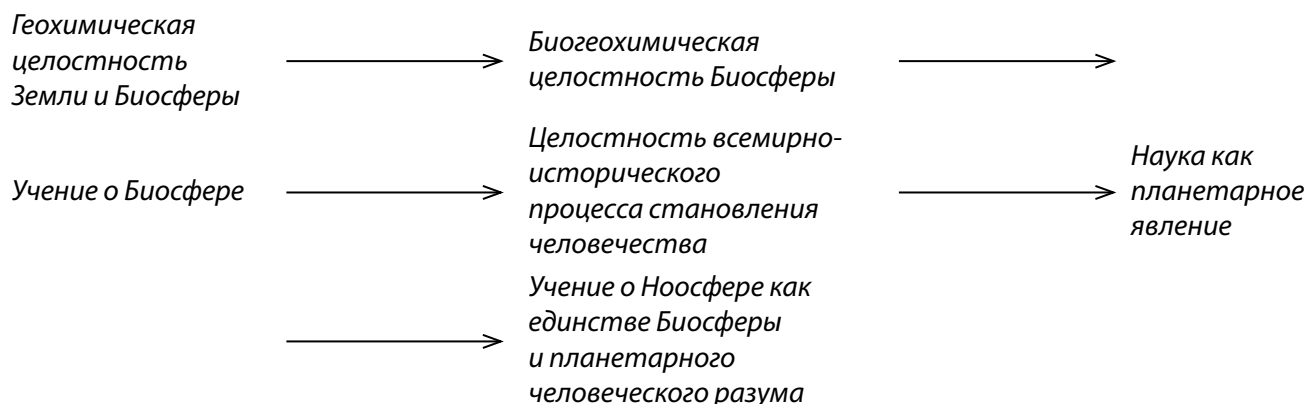 Геохимическая
целостность
Земли и Биосферы
Биогеохимическая
целостность Биосферы
Учение о Биосфере
Целостность всемирно-
исторического
процесса становления
человечества
Наука как
планетарное
явление
Учение о Ноосфере как
единстве Биосферы
и планетарного
человеческого разума